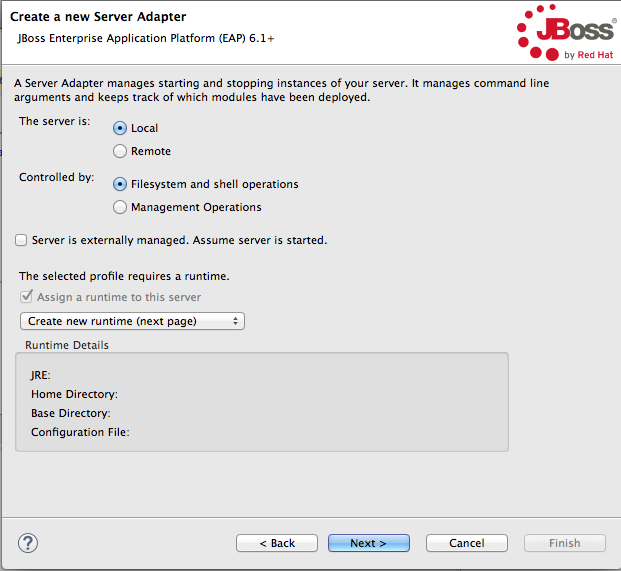 Create a new Server Adapter
JBoss Enterprise Application Platform (EAP) 6.1+
JBoss®
by Red Hat
A Server Adapter manages starting and stopping instances of your server. It manages command line
arguments and keeps track of which modules have been deployed.
The server is:
Local
Remote
Controlled by:
Filesystem and shell operations
Management Operations
Server is externally managed. Assume server is started.
The selected profile requires a runtime.
Assign a runtime to this server
Create new runtime (next page)
Runtime Details
JRE:
Home Directory:
Base Directory:
Configuration File:
?
< Back
Next >
Cancel
Finish